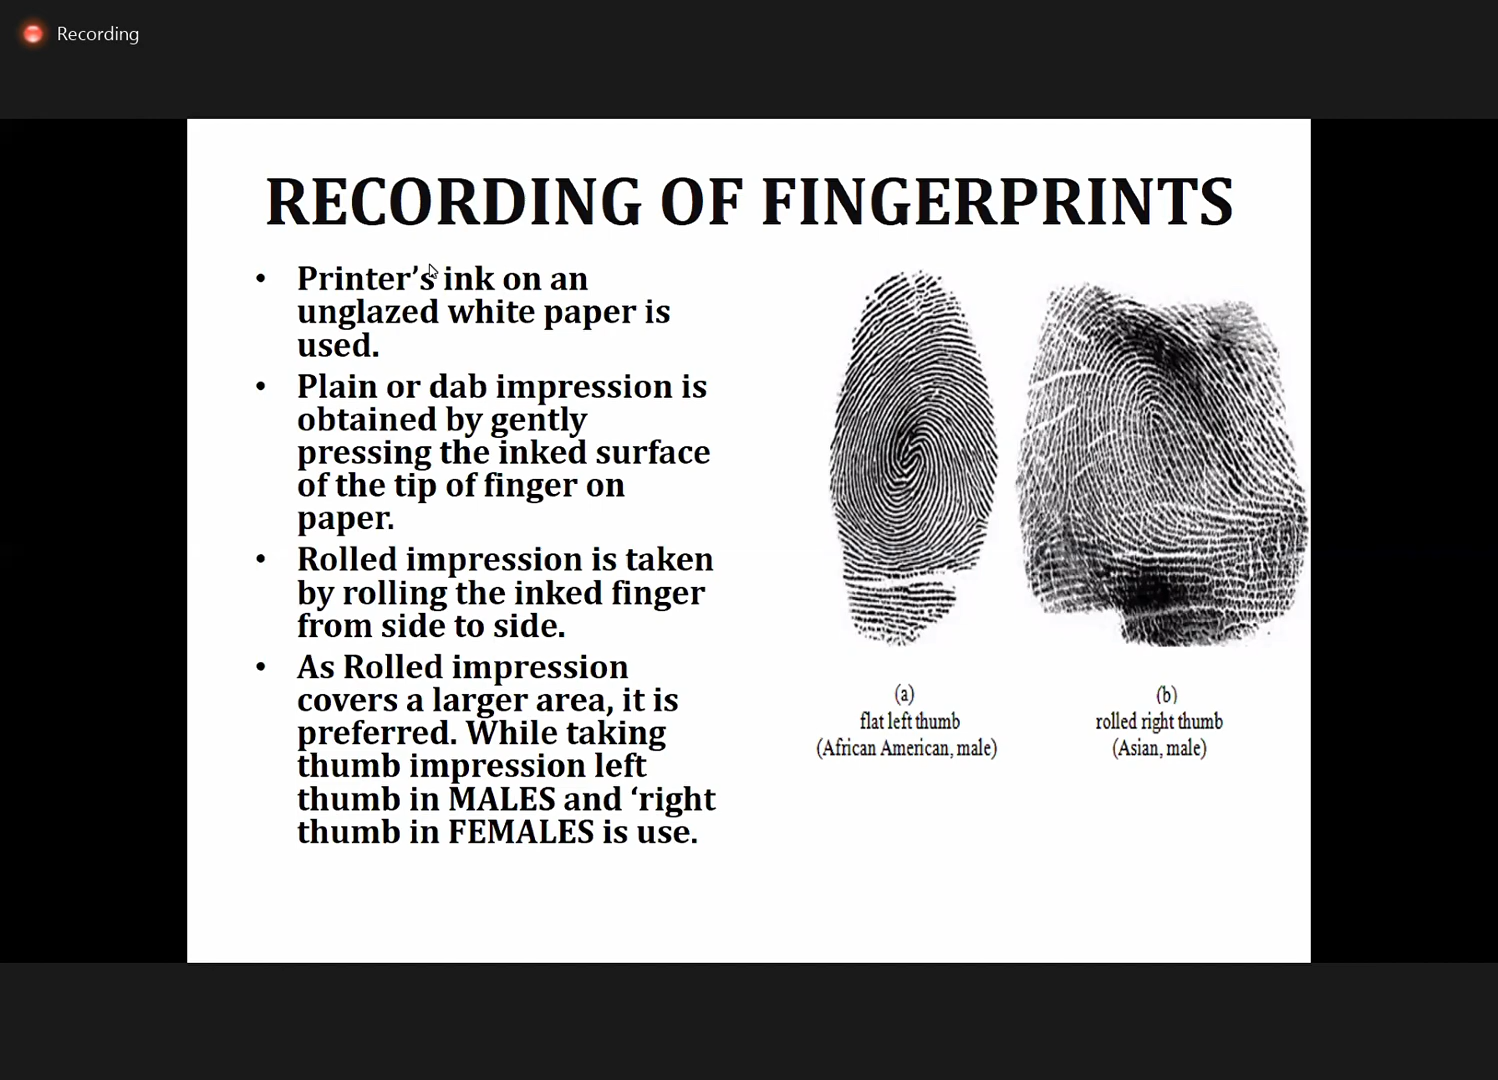 Recording
RECORDING OF FINGERPRINTS
• Printer’s ink on an
unglazed white paper is
used.
• Plain or dab impression is
obtained by gently
pressing the inked surface
of the tip of finger on
paper.
• Rolled impression is taken
by rolling the inked finger
from side to side.
• As Rolled impression
covers a larger area, it is
preferred. While taking
thumb impression left
thumb in MALES and ‘right
thumb in FEMALES is use.
(a)
flat left thumb
(African American, male)
(b)
rolled right thumb
(Asian, male)